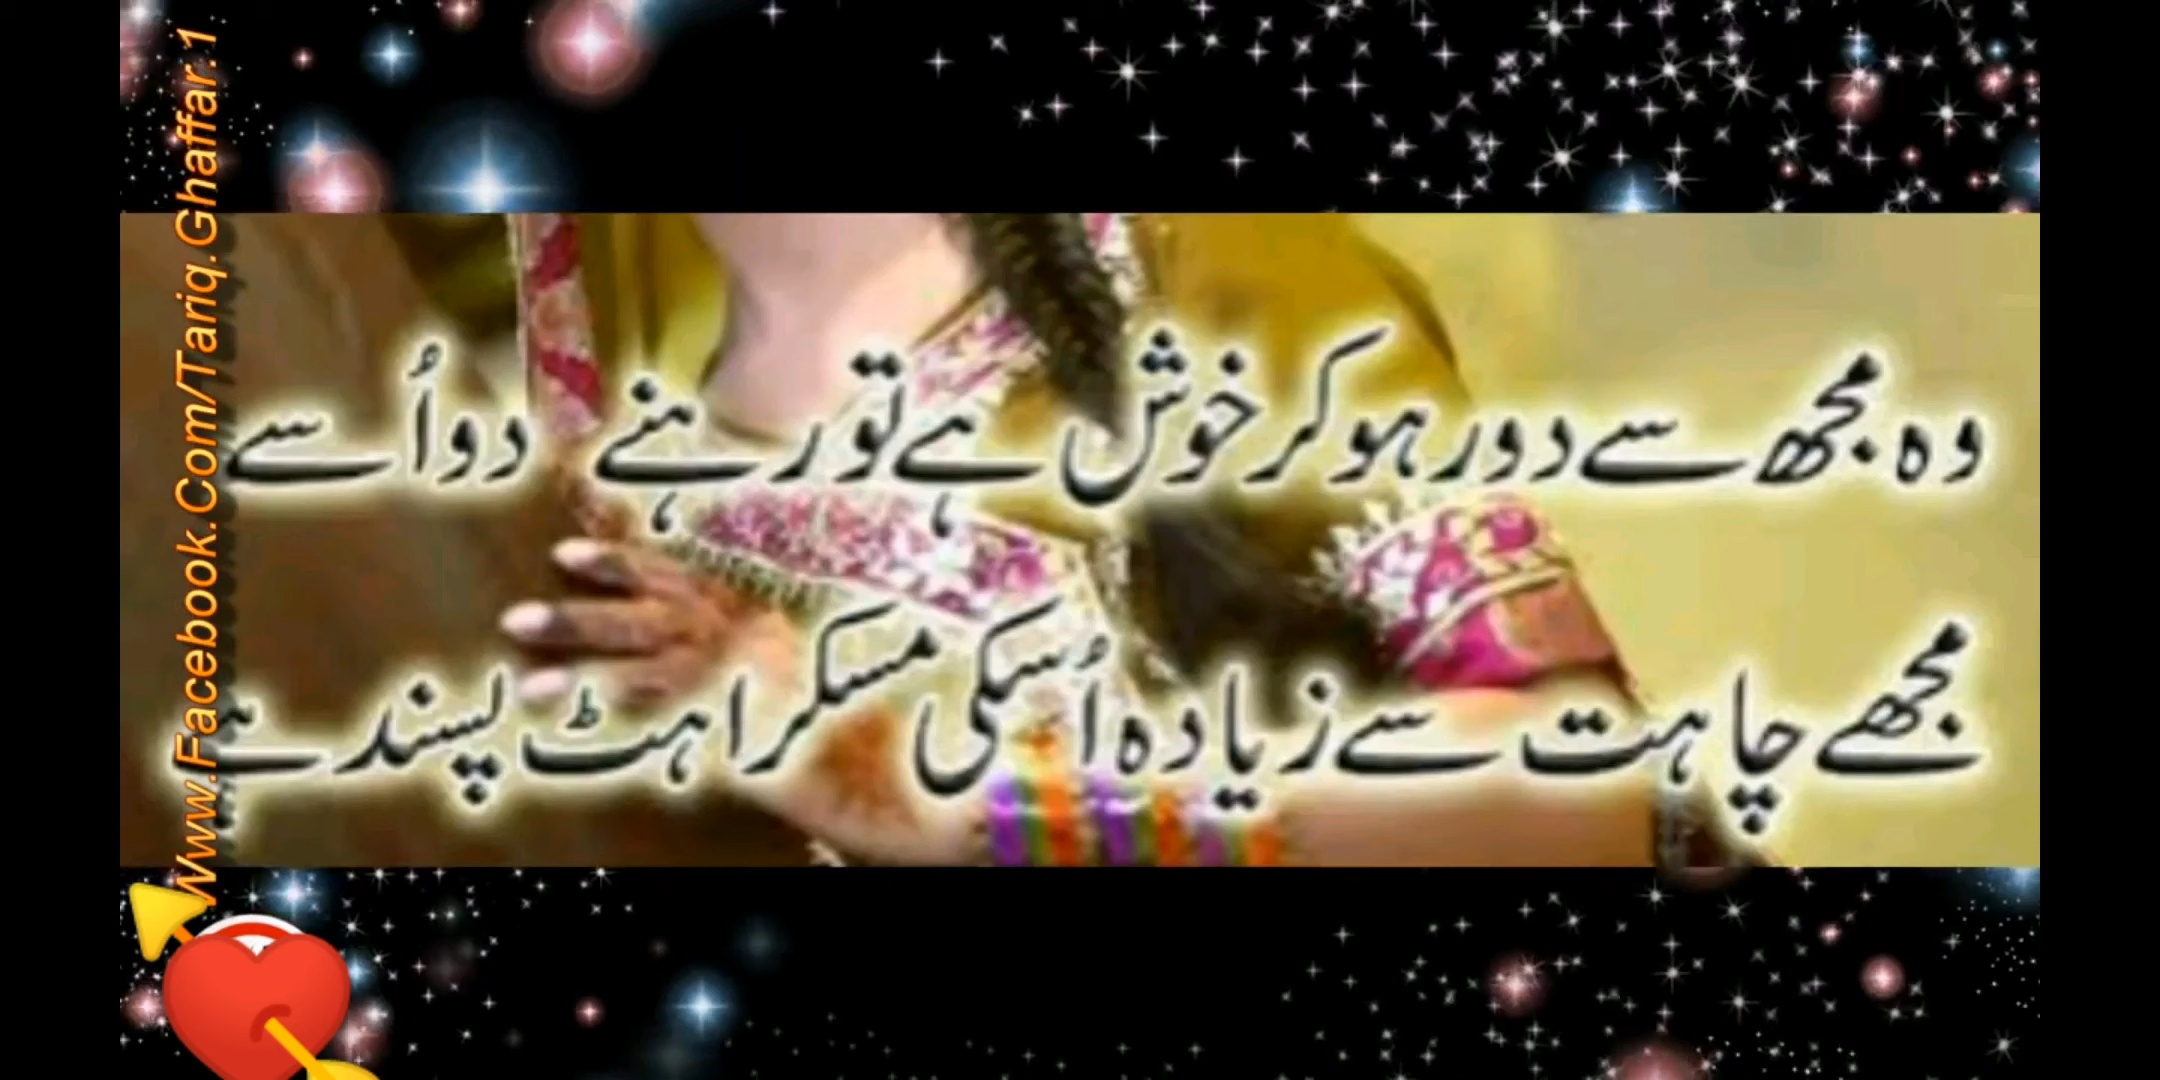 وہ مجھ سے دور ہو کر خوش ہے تو رہنے دو اُسے
مجھے چاہت سے زیادہ اُسکی مسکراہٹ پسند ہے
Www.Facebook.Com/Tariq.Ghaffar.1